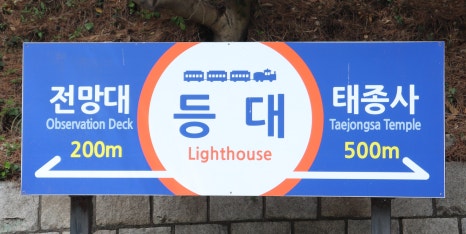 전망대
Observation Deck
200m
등대
Lighthouse
태종사
Taejongsa Temple
500m